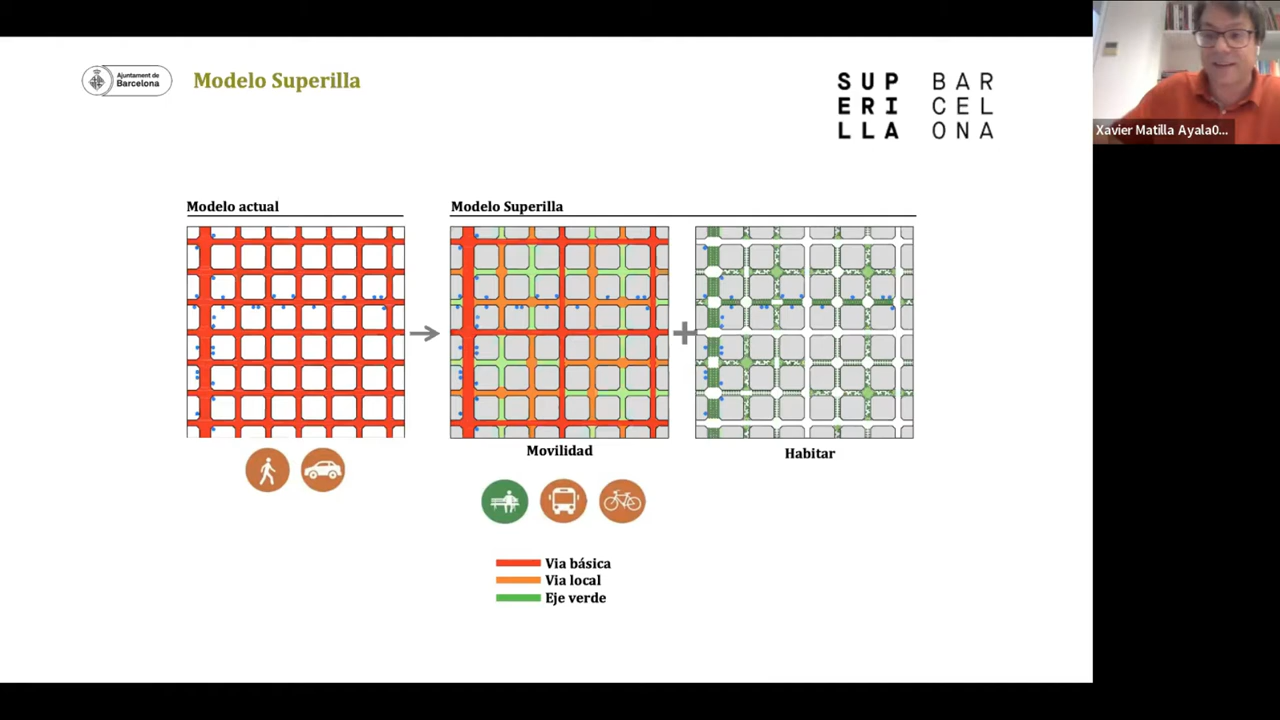 Ajuntament de
Barcelona
Modelo Superilla
SUP BAR
ERI CEL
LLA ONA
Xavier Matilla Ayala0...
Modelo actual
Modelo Superilla
Movilidad
Habitar
Via básica
Via local
Eje verde